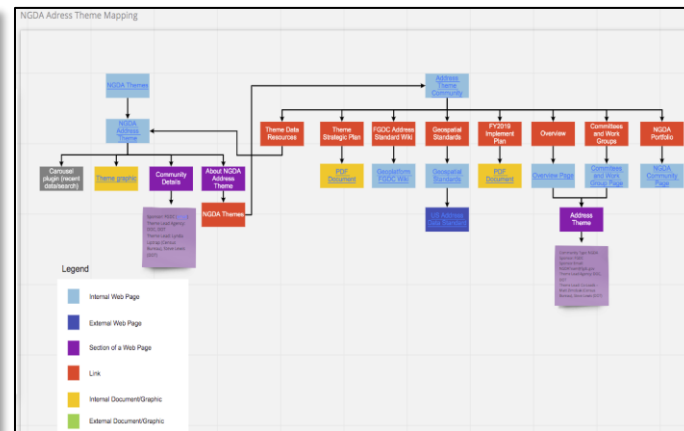 NGDA Adress Theme Mapping
NGDA Themes
NGDA
Address
Theme
Carousel
plugin (recent
data/search)
Theme graphic
Community
Details
About NGDA
Address
Theme
NGDA Themes
Address
Theme
Community
Theme Data
Resources
Theme
Strategic Plan
FGDC Address
Standard Wiki
Geospatial
Standards
FY2019
Implement
Plan
Overview
Committees
and Work
Groups
NGDA
Portfolio
PDF
Document
Geoplatform
FGDC Wiki
Geospatial
Standards
PDF
Document
Overview Page
Committees
and Work
Group Page
NGDA
Community
Page
US Address
Data Standard
Address
Theme
Legend
Internal Web Page
External Web Page
Section of a Web Page
Link
Internal Document/Graphic
External Document/Graphic